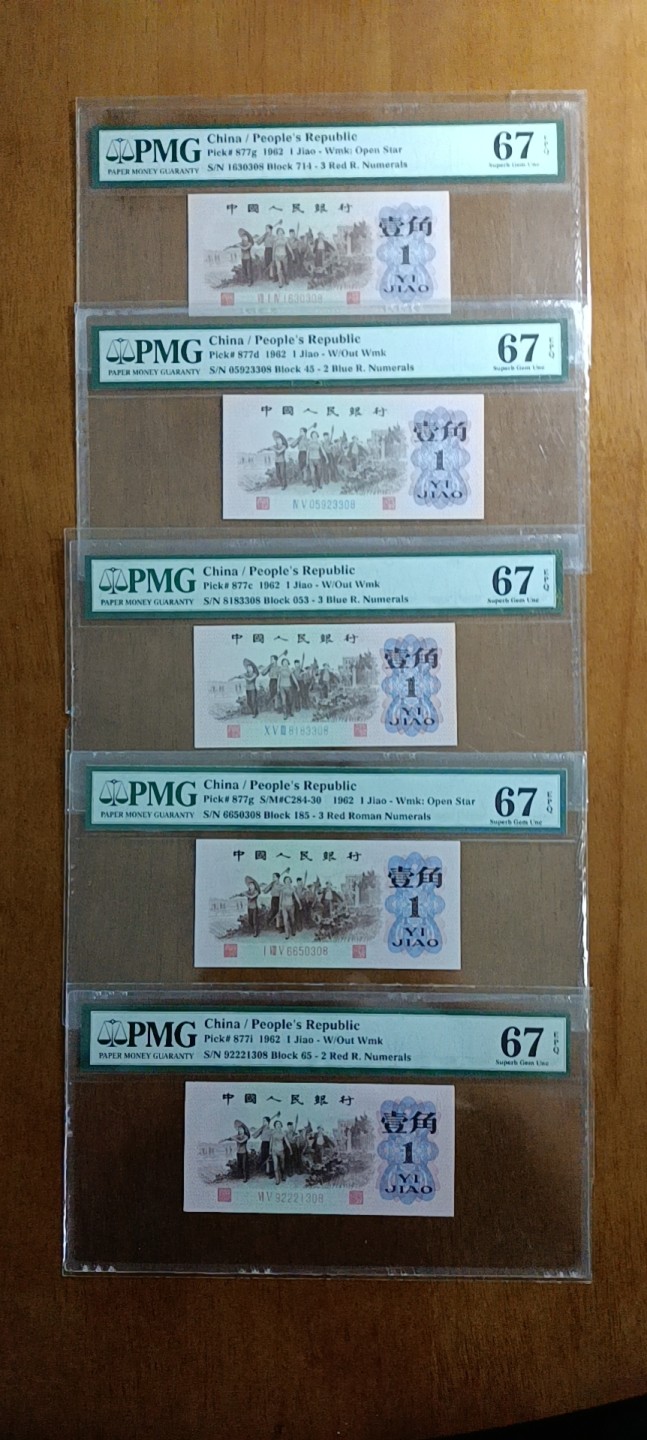 PMG
PAPER MONEY GUARANTY
China / People's Republic
Pick# 877g 1962 1 Jiao - Wmk: Open Star
S/N 1630308 Block 714 - 3 Red R. Numerals
67 EPQ
Superb Gem Unc
中國人民銀行
壹角
1
YI
JIAO
1630308
PMG
China / People's Republic
Pick# 877d 1962 1 Jiao - W/Out Wmk
S/N 05923308 Block 45 - 2 Blue R. Numerals
67 EPQ
Superb Gem Unc
中國人民銀行
壹角
1
YI
JIAO
Ⅳ Ⅴ 05923308
PMG
PAPER MONEY GUARANTY
China / People's Republic
Pick# 877c 1962 1 Jiao - W/Out Wmk
S/N 8183308 Block 053 - 3 Blue R. Numerals
67 EPQ
Superb Gem Unc
中國人民銀行
壹角
1
YI
JIAO
X V Ⅲ 8183308
PMG
PAPER MONEY GUARANTY
China / People's Republic
Pick# 877g S/M#C284-30 1962 1 Jiao - Wmk: Open Star
S/N 6650308 Block 185 - 3 Red Roman Numerals
67 EPQ
Superb Gem Unc
中國人民銀行
壹角
1
YI
JIAO
Ⅰ Ⅷ Ⅴ 6650308
PMG
PAPER MONEY GUARANTY
China / People's Republic
Pick# 877i 1962 1 Jiao - W/Out Wmk
S/N 92221308 Block 65 - 2 Red R. Numerals
67 EPQ
Superb Gem Unc
中國人民銀行
壹角
1
YI
JIAO
Ⅵ Ⅴ 92221308